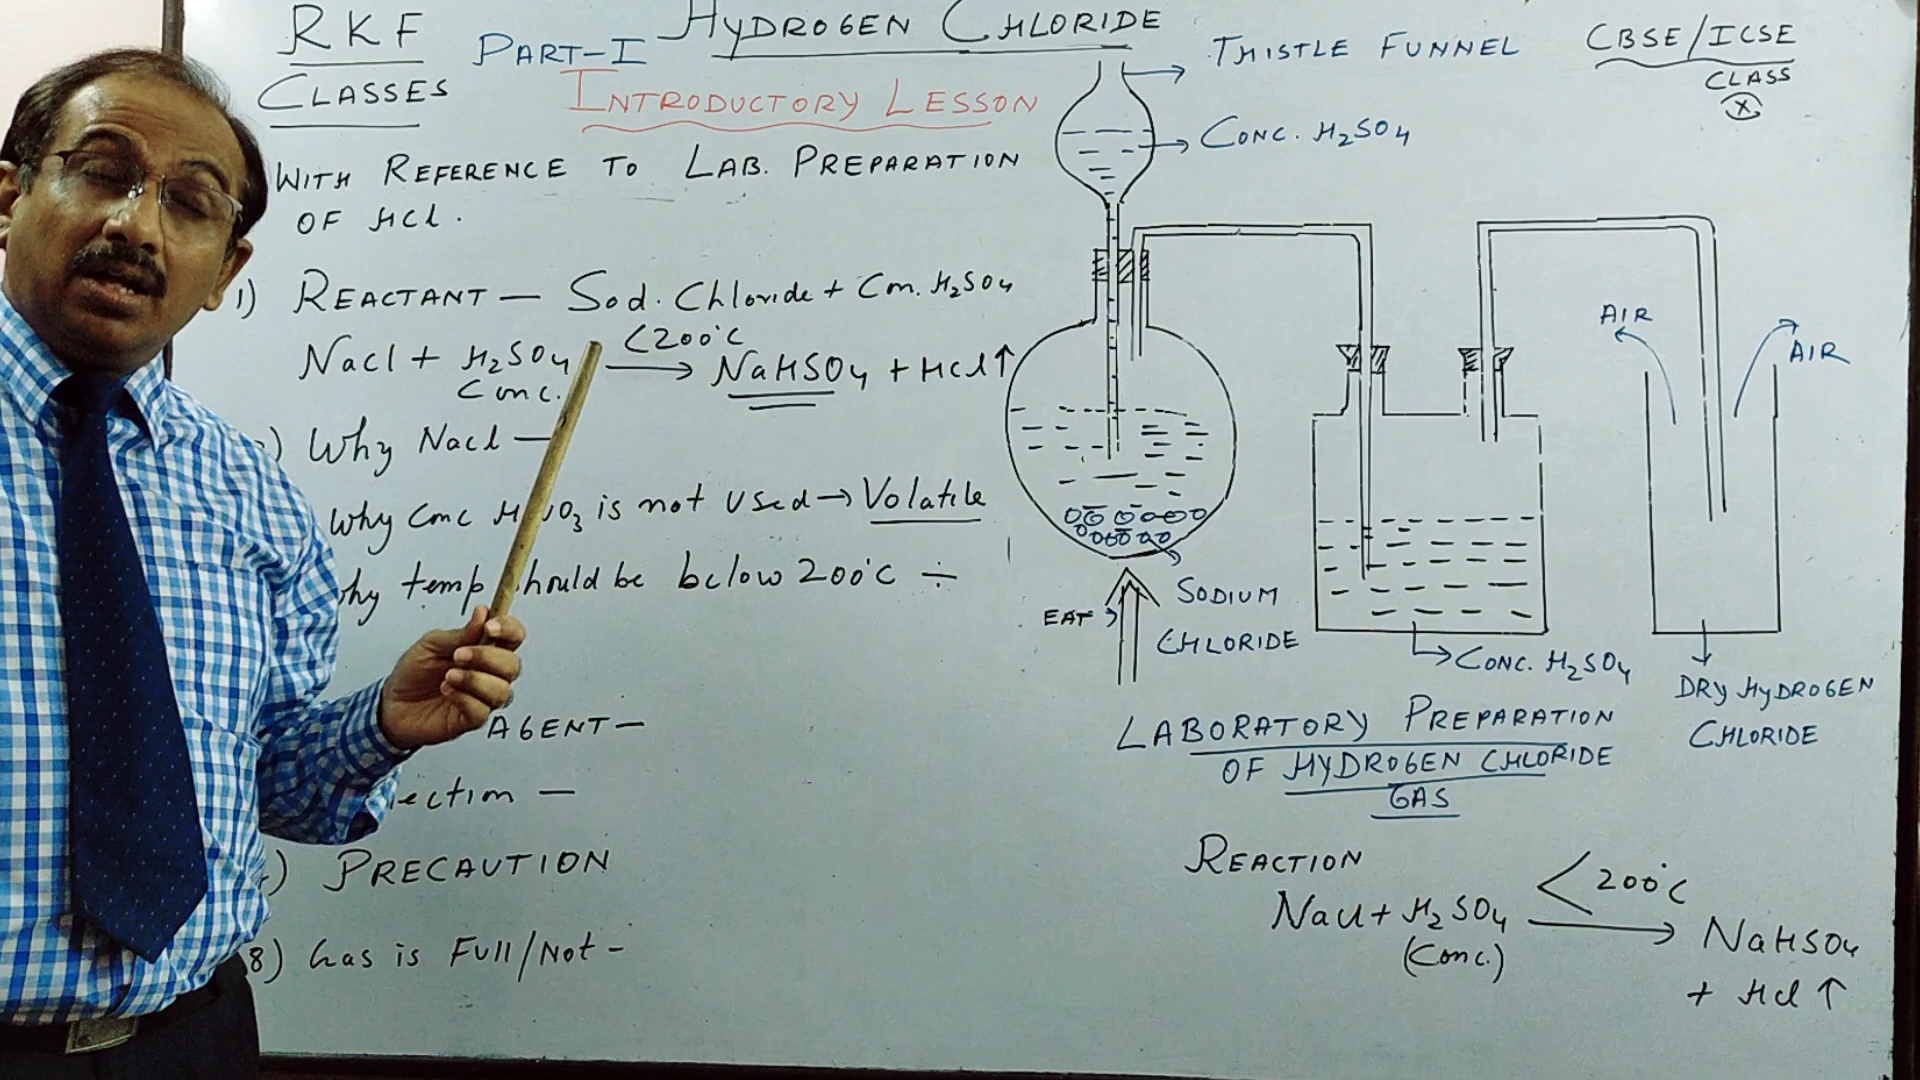 RKF
CLASSES
PART-I
HYDROGEN CHLORIDE
INTRODUCTORY LESSON
CBSE/ICSE
CLASS
X
WITH REFERENCE TO LAB. PREPARATION
OF HCl.
1) REACTANT — Sod. Chloride + Con. H2SO4
NaCl + H2SO4 <200°C → NaHSO4 + HCl ↑
Conc.
) Why NaCl —
Why Conc is not used → Volatile
temp should be below 200°C ÷
AGENT —
ection —
) PRECAUTION
8) Gas is Full/Not -
THISTLE FUNNEL
CONC. H2SO4
AIR
AIR
EAT
SODIUM
CHLORIDE
CONC. H2SO4
DRY HYDROGEN
CHLORIDE
LABORATORY PREPARATION
OF HYDROGEN CHLORIDE
GAS
REACTION
NaCl + H2SO4 <200°C → NaHSO4
(Conc.)
+ HCl ↑